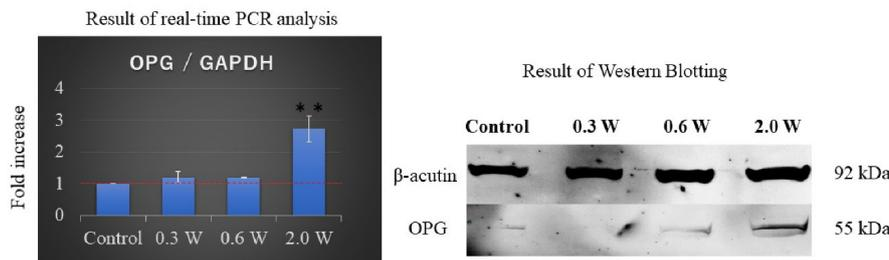 Result of real-time PCR analysis
OPG / GAPDH
Fold increase
4
3
2
1
0
* *
Control 0.3 W 0.6 W 2.0 W
Result of Western Blotting
Control 0.3 W 0.6 W 2.0 W
β-acutin 92 kDa
OPG 55 kDa